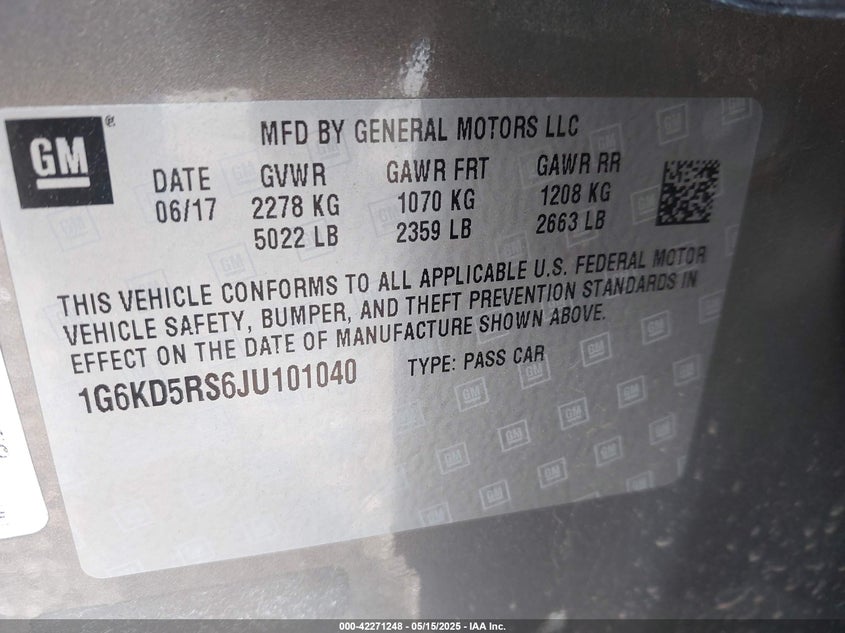 GM
®
MFD BY GENERAL MOTORS LLC
DATE GVWR GAWR FRT GAWR RR
06/17 2278 KG 1070 KG 1208 KG
5022 LB 2359 LB 2663 LB
THIS VEHICLE CONFORMS TO ALL APPLICABLE U.S. FEDERAL MOTOR
VEHICLE SAFETY, BUMPER, AND THEFT PREVENTION STANDARDS IN
EFFECT ON THE DATE OF MANUFACTURE SHOWN ABOVE.
1G6KD5RS6JU101040 TYPE: PASS CAR
000-42271248 - 05/15/2025 - IAA Inc.